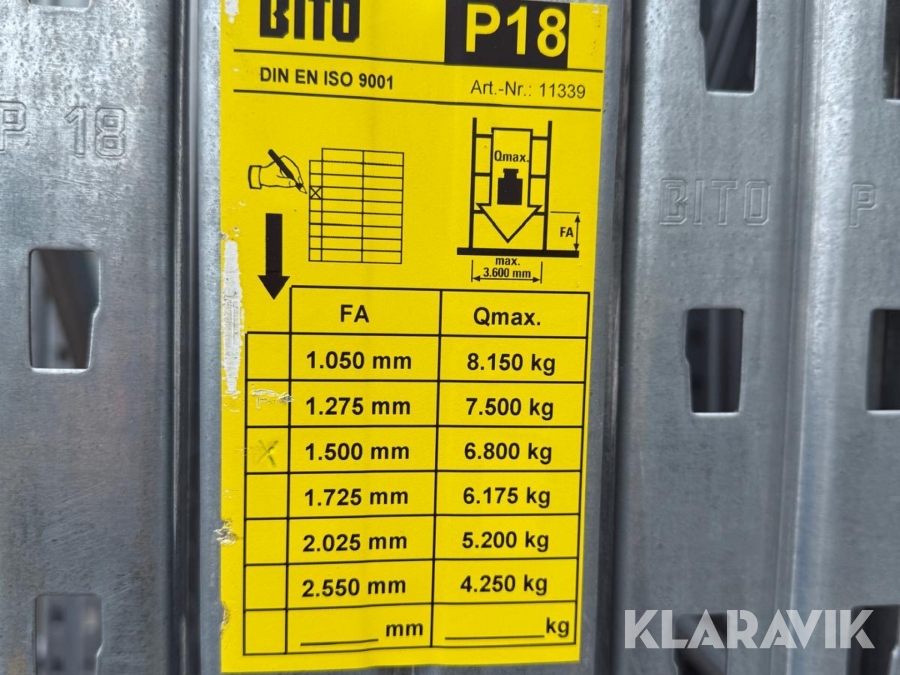 BITO
P18
DIN EN ISO 9001
Art.-Nr.: 11339
P 18
Qmax.
FA
max.
3.600 mm
BITO P
FA Qmax.
1.050 mm 8.150 kg
1.275 mm 7.500 kg
X 1.500 mm 6.800 kg
1.725 mm 6.175 kg
2.025 mm 5.200 kg
2.550 mm 4.250 kg
______ mm ________ kg
KLARAVIK